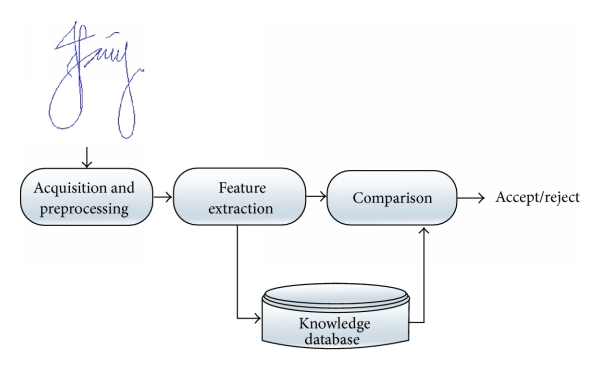 Acquisition and
preprocessing
Feature
extraction
Comparison
Accept/reject
Knowledge
database